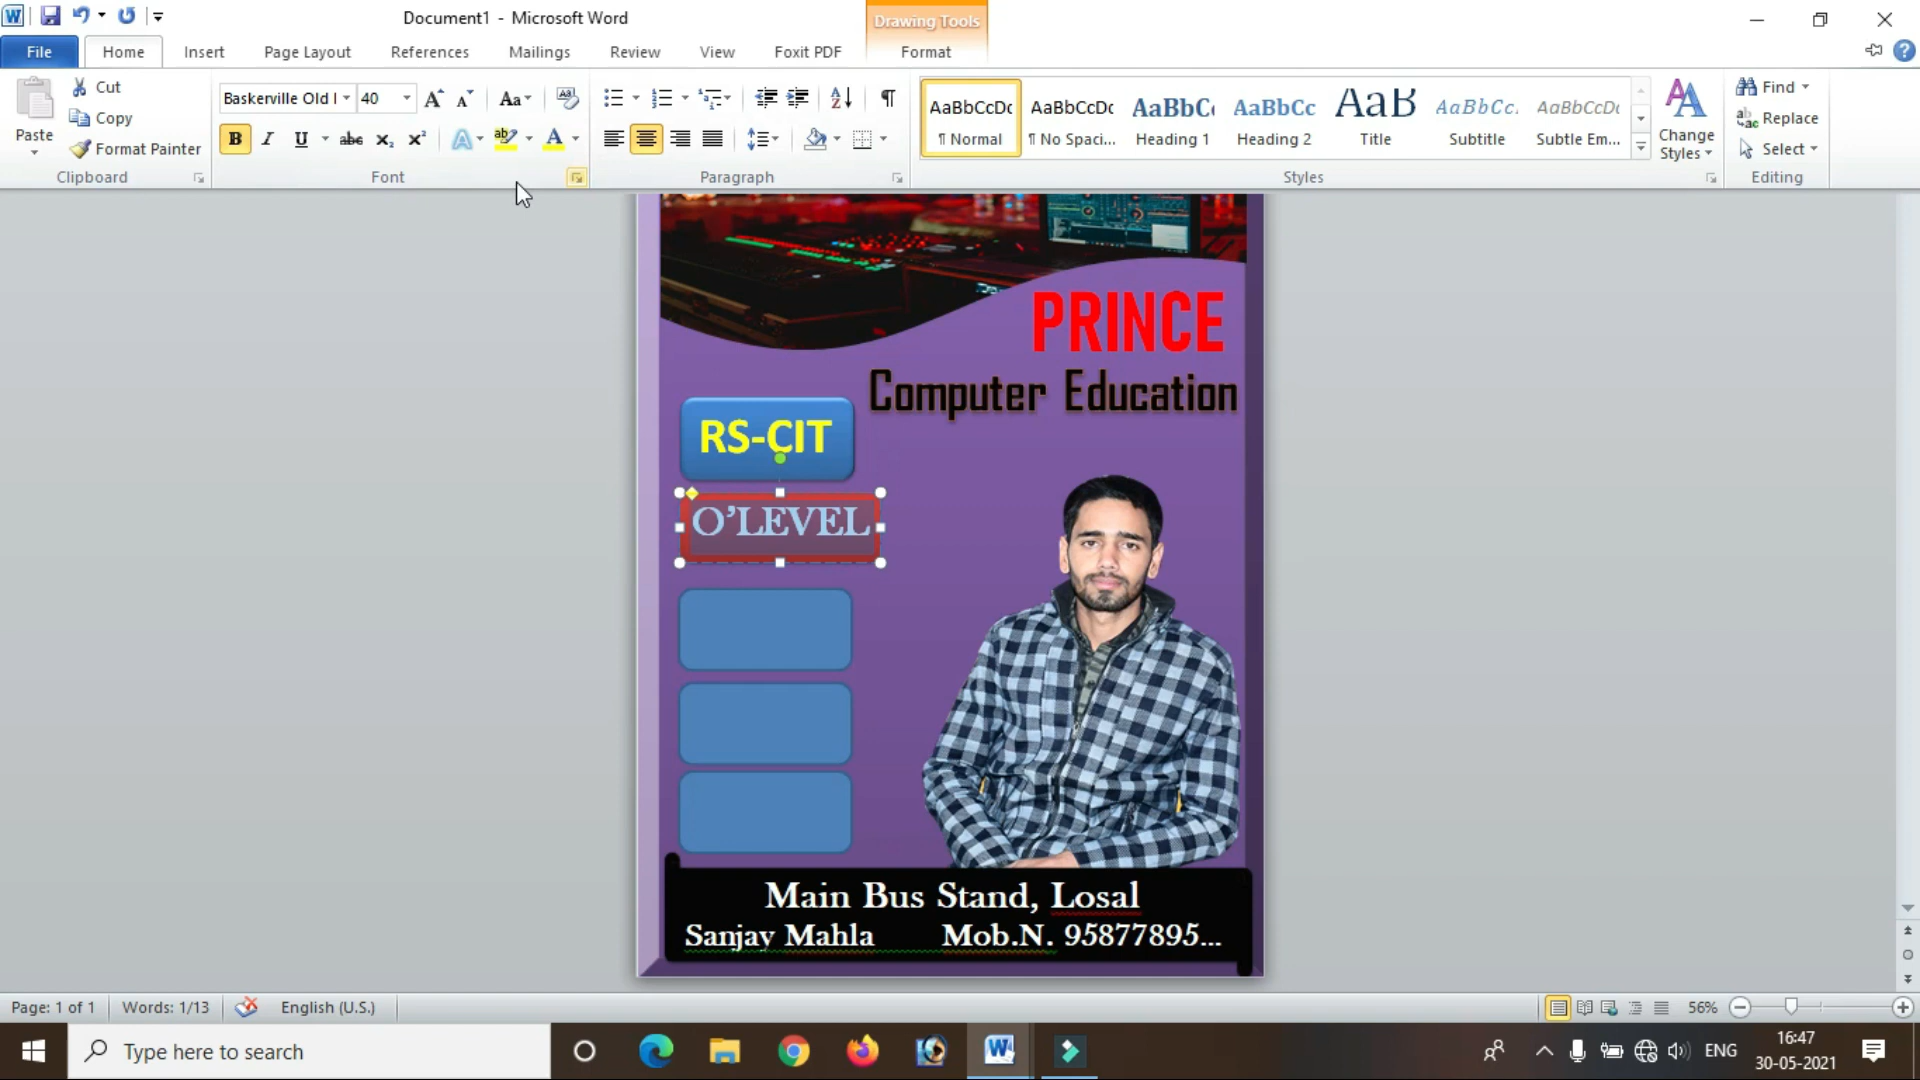 Document1 - Microsoft Word
Drawing Tools
File
Home
Insert
Page Layout
References
Mailings
Review
View
Foxit PDF
Format
Paste
Cut
Copy
Format Painter
Clipboard
Baskerville Old
40
Font
Paragraph
AaBbCcDc
¶ Normal
AaBbCcDc
¶ No Spaci...
AaBbC
Heading 1
AaBbCc
Heading 2
AaB
Title
AaBbCc.
Subtitle
AaBbCcDc
Subtle Em...
Change Styles
Styles
Find
Replace
Select
Editing
PRINCE
Computer Education
RS-CIT
O’LEVEL
Main Bus Stand, Losal
Sanjay Mahla Mob.N. 95877895...
Page: 1 of 1
Words: 1/13
English (U.S.)
56%
Type here to search
ENG
16:47
30-05-2021